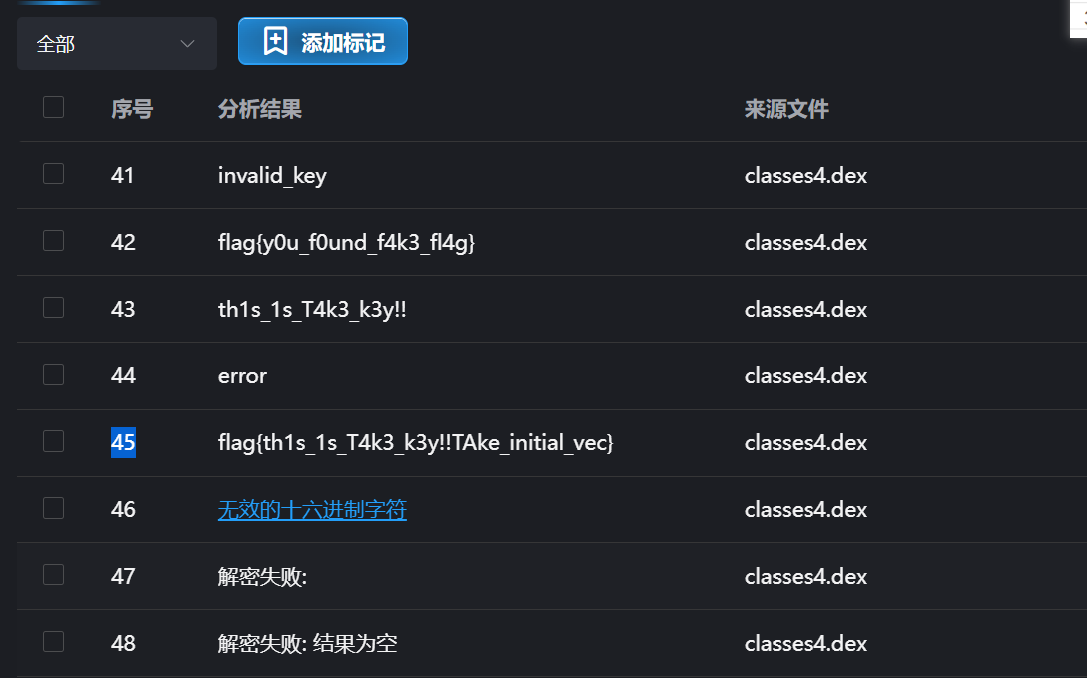 全部
添加标记
序号 分析结果 来源文件
41 invalid_key classes4.dex
42 flag{y0u_f0und_f4k3_fl4g} classes4.dex
43 th1s_1s_T4k3_k3y!! classes4.dex
44 error classes4.dex
45 flag{th1s_1s_T4k3_k3y!!TAke_initial_vec} classes4.dex
46 无效的十六进制字符 classes4.dex
47 解密失败: classes4.dex
48 解密失败: 结果为空 classes4.dex